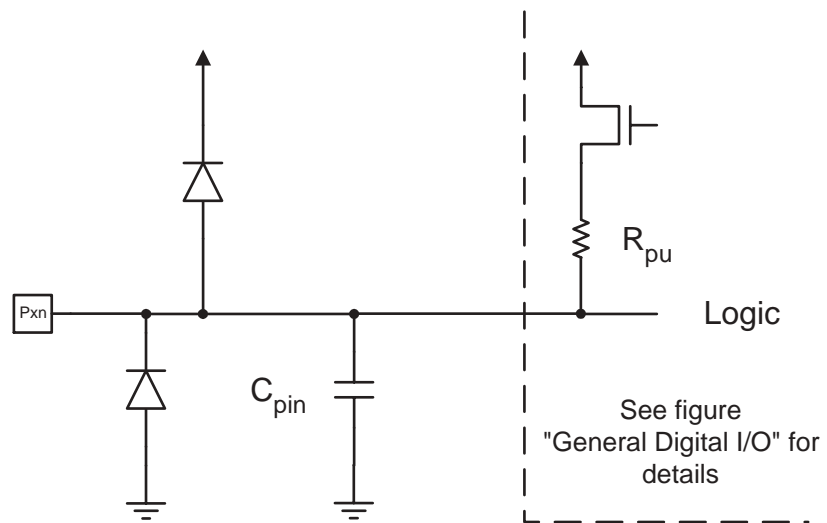 R_pu
Pxn
Logic
C_pin
See figure
"General Digital I/O" for
details